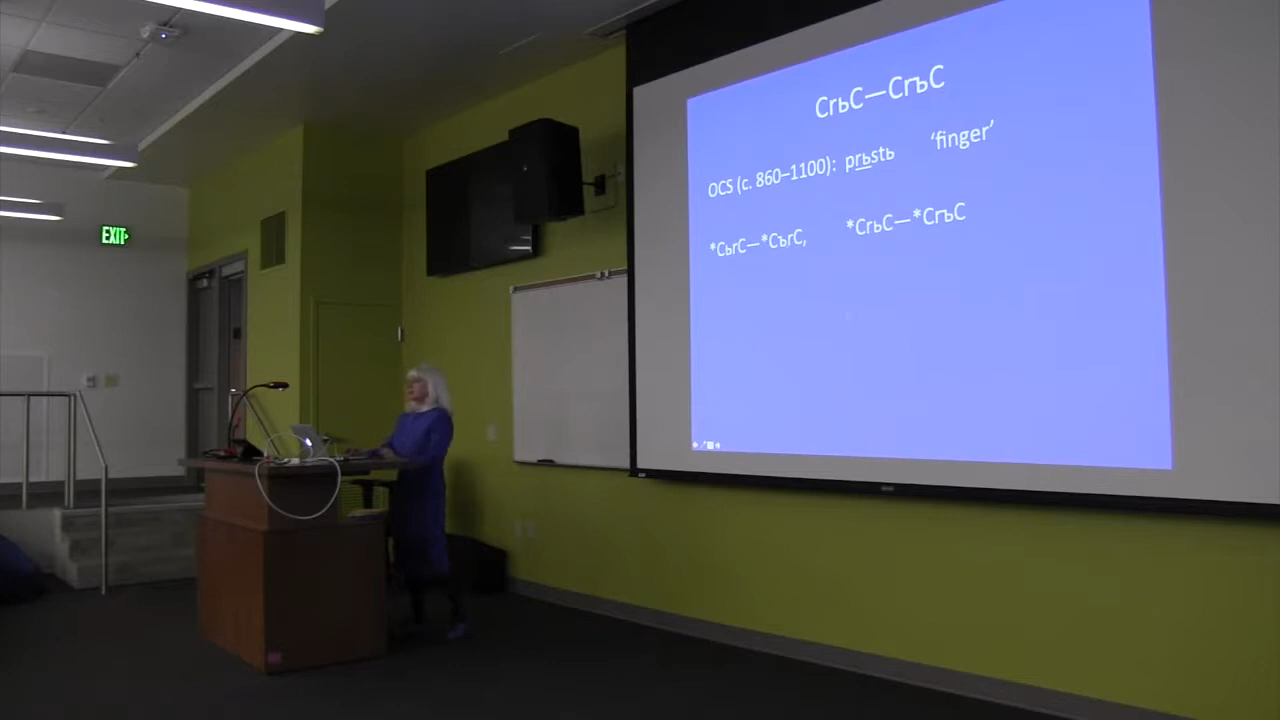 EXIT
CrьC—CrъC
OCS (c. 860–1100): prьstь 'finger'
*CьrC—*CъrC, *CrьC—*CrъC